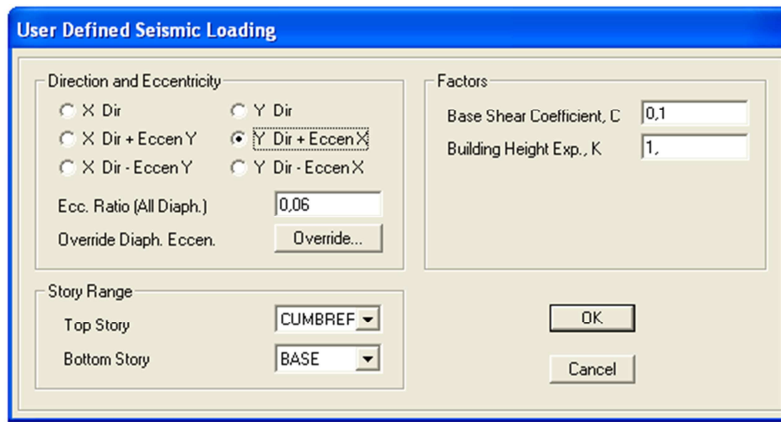 User Defined Seismic Loading
Direction and Eccentricity
X Dir
Y Dir
X Dir + Eccen Y
Y Dir + Eccen X
X Dir - Eccen Y
Y Dir - Eccen X
Ecc. Ratio (All Diaph.)
0,06
Override Diaph. Eccen.
Override...
Factors
Base Shear Coefficient, C
0,1
Building Height Exp., K
1,
Story Range
Top Story
CUMBREF
Bottom Story
BASE
OK
Cancel